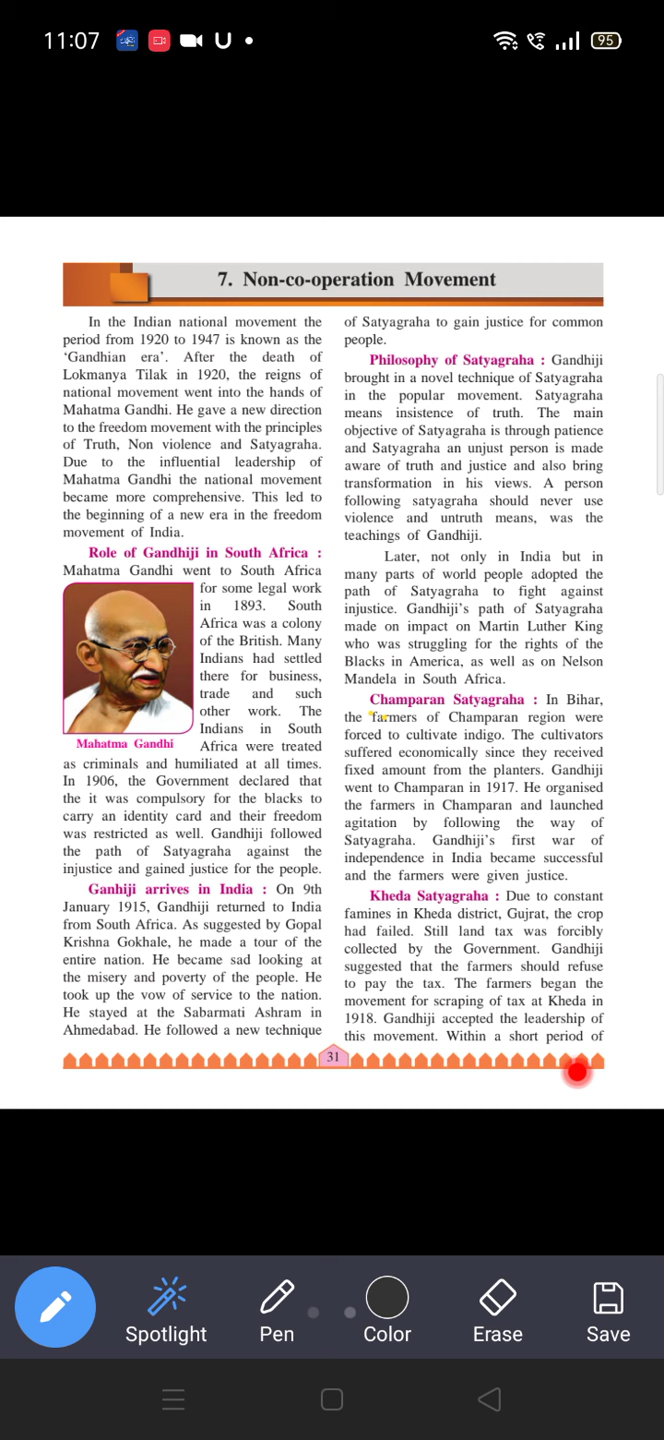 11:07
U
95
7. Non-co-operation Movement
In the Indian national movement the
period from 1920 to 1947 is known as the
‘Gandhian era’. After the death of
Lokmanya Tilak in 1920, the reigns of
national movement went into the hands of
Mahatma Gandhi. He gave a new direction
to the freedom movement with the principles
of Truth, Non violence and Satyagraha.
Due to the influential leadership of
Mahatma Gandhi the national movement
became more comprehensive. This led to
the beginning of a new era in the freedom
movement of India.
Role of Gandhiji in South Africa :
Mahatma Gandhi went to South Africa
for some legal work
in 1893. South
Africa was a colony
of the British. Many
Indians had settled
there for business,
trade and such
other work. The
Indians in South
Mahatma Gandhi
Africa were treated
as criminals and humiliated at all times.
In 1906, the Government declared that
the it was compulsory for the blacks to
carry an identity card and their freedom
was restricted as well. Gandhiji followed
the path of Satyagraha against the
injustice and gained justice for the people.
Ganhiji arrives in India : On 9th
January 1915, Gandhiji returned to India
from South Africa. As suggested by Gopal
Krishna Gokhale, he made a tour of the
entire nation. He became sad looking at
the misery and poverty of the people. He
took up the vow of service to the nation.
He stayed at the Sabarmati Ashram in
Ahmedabad. He followed a new technique
of Satyagraha to gain justice for common
people.
Philosophy of Satyagraha : Gandhiji
brought in a novel technique of Satyagraha
in the popular movement. Satyagraha
means insistence of truth. The main
objective of Satyagraha is through patience
and Satyagraha an unjust person is made
aware of truth and justice and also bring
transformation in his views. A person
following satyagraha should never use
violence and untruth means, was the
teachings of Gandhiji.
Later, not only in India but in
many parts of world people adopted the
path of Satyagraha to fight against
injustice. Gandhiji’s path of Satyagraha
made on impact on Martin Luther King
who was struggling for the rights of the
Blacks in America, as well as on Nelson
Mandela in South Africa.
Champaran Satyagraha : In Bihar,
the farmers of Champaran region were
forced to cultivate indigo. The cultivators
suffered economically since they received
fixed amount from the planters. Gandhiji
went to Champaran in 1917. He organised
the farmers in Champaran and launched
agitation by following the way of
Satyagraha. Gandhiji’s first war of
independence in India became successful
and the farmers were given justice.
Kheda Satyagraha : Due to constant
famines in Kheda district, Gujrat, the crop
had failed. Still land tax was forcibly
collected by the Government. Gandhiji
suggested that the farmers should refuse
to pay the tax. The farmers began the
movement for scraping of tax at Kheda in
1918. Gandhiji accepted the leadership of
this movement. Within a short period of
31
Spotlight
Pen
Color
Erase
Save